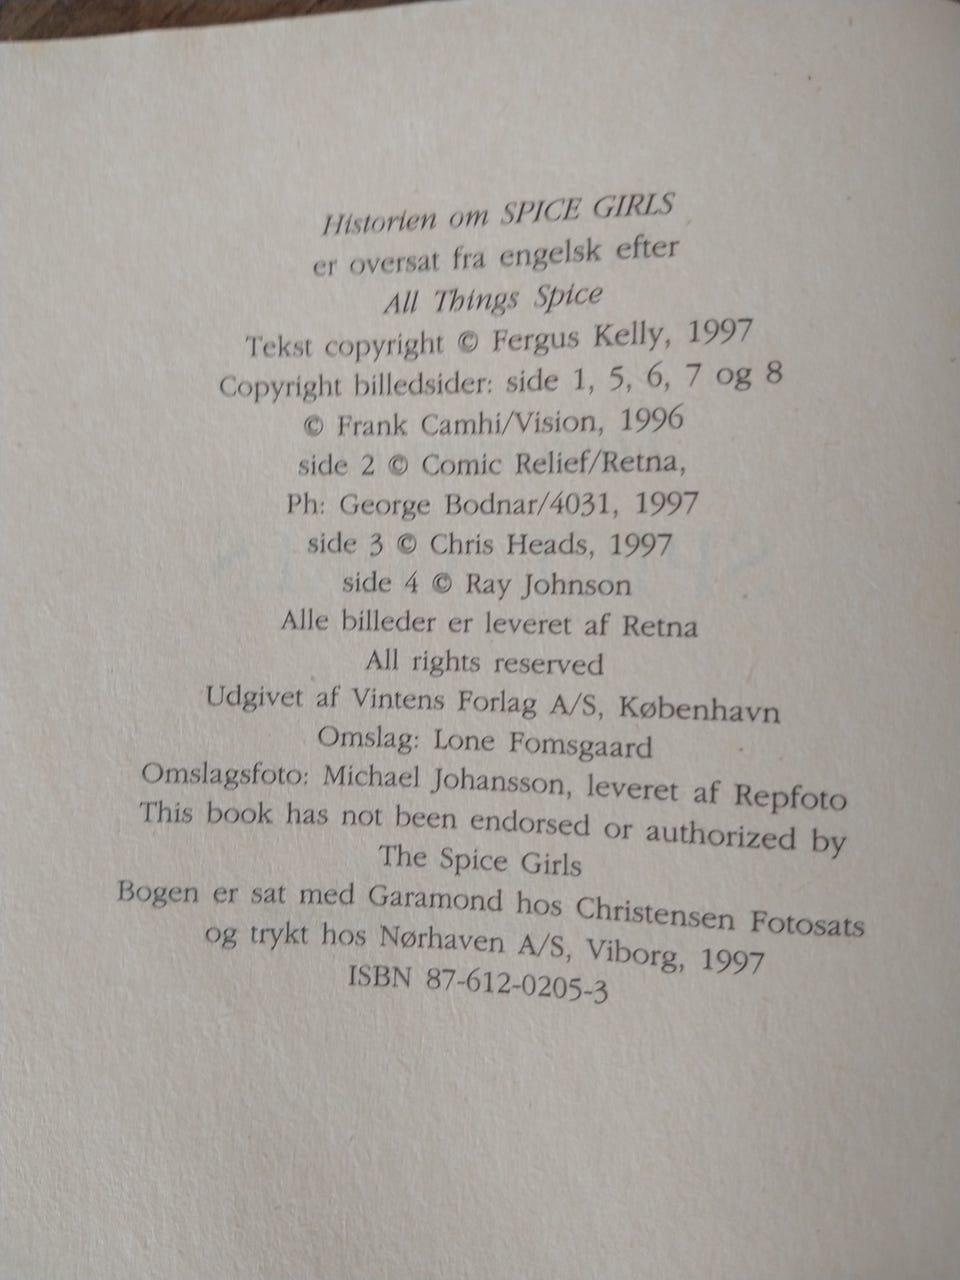 Historien om SPICE GIRLS
er oversat fra engelsk efter
All Things Spice
Tekst copyright © Fergus Kelly, 1997
Copyright billedsider: side 1, 5, 6, 7 og 8
© Frank Camhi/Vision, 1996
side 2 © Comic Relief/Retna,
Ph: George Bodnar/4031, 1997
side 3 © Chris Heads, 1997
side 4 © Ray Johnson
Alle billeder er leveret af Retna
All rights reserved
Udgivet af Vintens Forlag A/S, København
Omslag: Lone Fomsgaard
Omslagsfoto: Michael Johansson, leveret af Repfoto
This book has not been endorsed or authorized by
The Spice Girls
Bogen er sat med Garamond hos Christensen Fotosats
og trykt hos Nørhaven A/S, Viborg, 1997
ISBN 87-612-0205-3